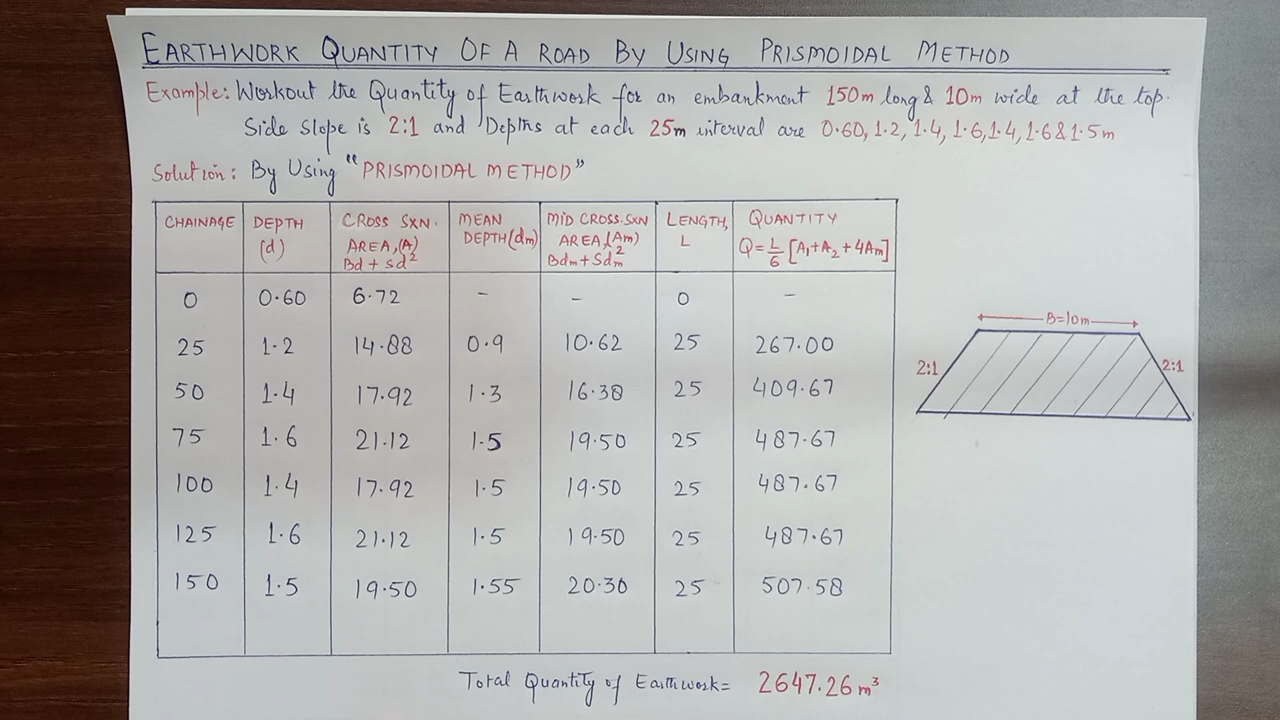 EARTHWORK QUANTITY OF A ROAD BY USING PRISMOIDAL METHOD
Example: Workout the Quantity of Earthwork for an embankment 150m long & 10m wide at the top.
Side slope is 2:1 and Depths at each 25m interval are 0.60, 1.2, 1.4, 1.6, 1.4, 1.6 & 1.5m
Solution: By Using "PRISMOIDAL METHOD"
CHAINAGE DEPTH (d) CROSS SXN. AREA, (A) Bd + Sd² MEAN DEPTH (dm) MID CROSS. SXN AREA, (Am) Bdm + Sdm² LENGTH, L QUANTITY Q = L/6 [A₁+A₂+4Am]
0 0.60 6.72 - - 0 -
25 1.2 14.88 0.9 10.62 25 267.00
50 1.4 17.92 1.3 16.38 25 409.67
75 1.6 21.12 1.5 19.50 25 487.67
100 1.4 17.92 1.5 19.50 25 487.67
125 1.6 21.12 1.5 19.50 25 487.67
150 1.5 19.50 1.55 20.30 25 507.58
Total Quantity of Earthwork = 2647.26 m³
B=10m
2:1
2:1